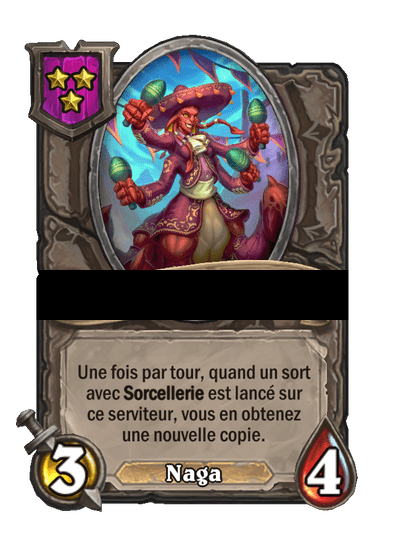 Une fois par tour, quand un sort
avec Sorcellerie est lancé sur
ce serviteur, vous en obtenez
une nouvelle copie.
3
Naga
4